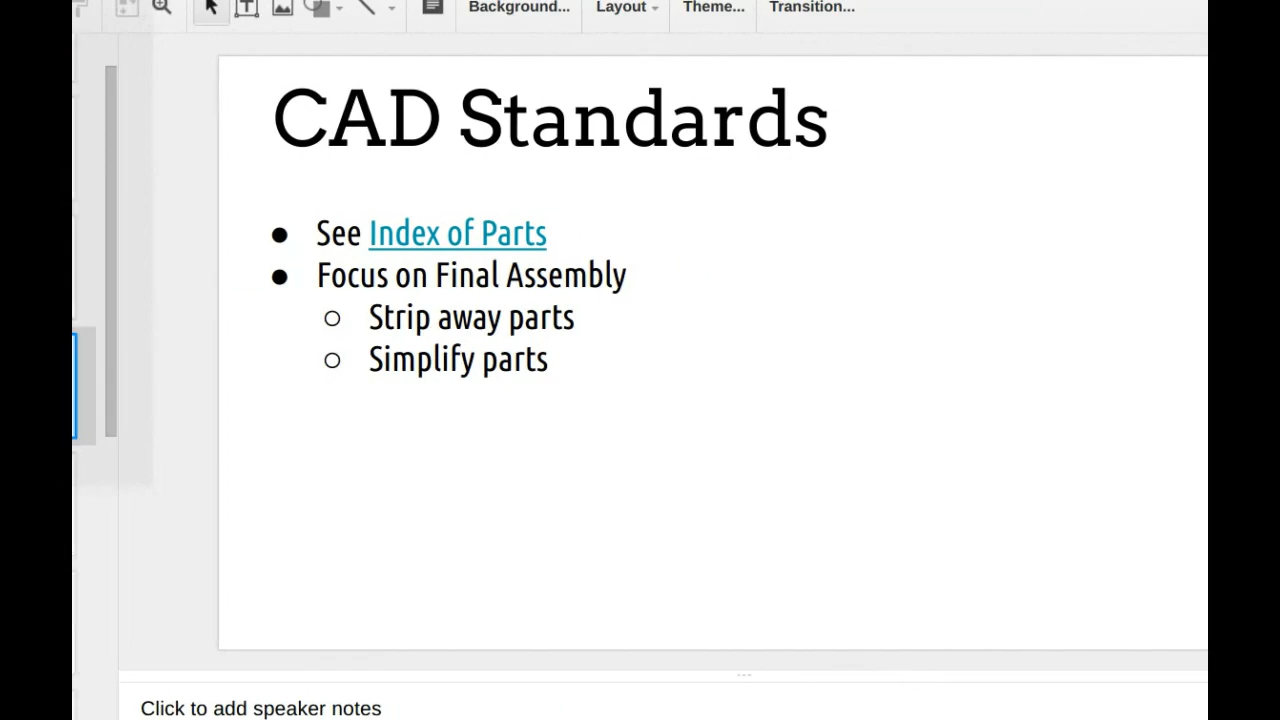 Background... Layout Theme... Transition...
CAD Standards
● See Index of Parts
● Focus on Final Assembly
○ Strip away parts
○ Simplify parts
Click to add speaker notes